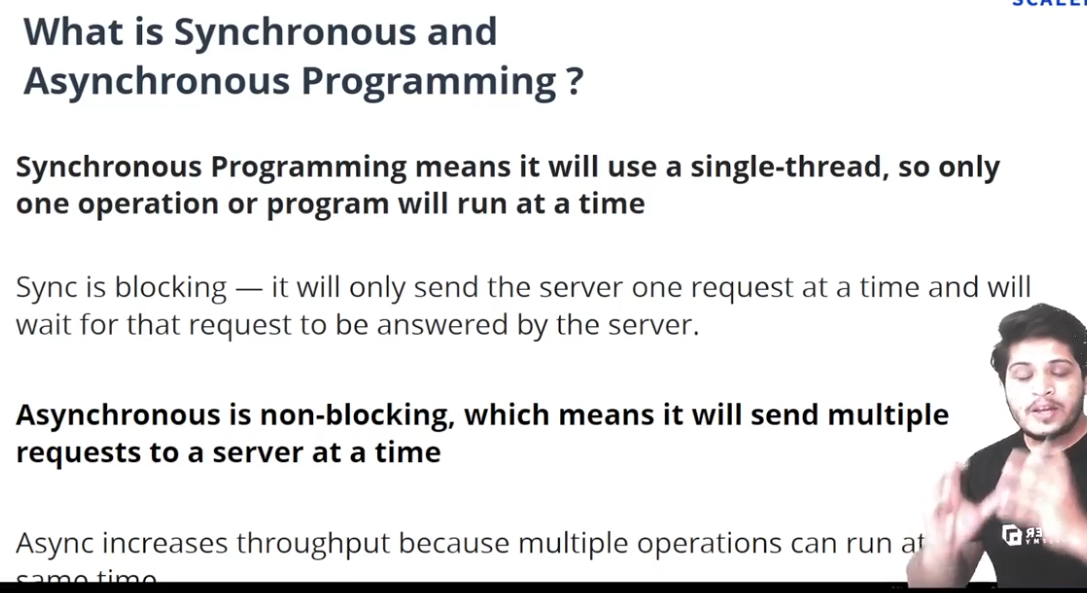 What is Synchronous and
Asynchronous Programming ?
Synchronous Programming means it will use a single-thread, so only
one operation or program will run at a time
Sync is blocking — it will only send the server one request at a time and will
wait for that request to be answered by the server.
Asynchronous is non-blocking, which means it will send multiple
requests to a server at a time
Async increases throughput because multiple operations can run at
same time